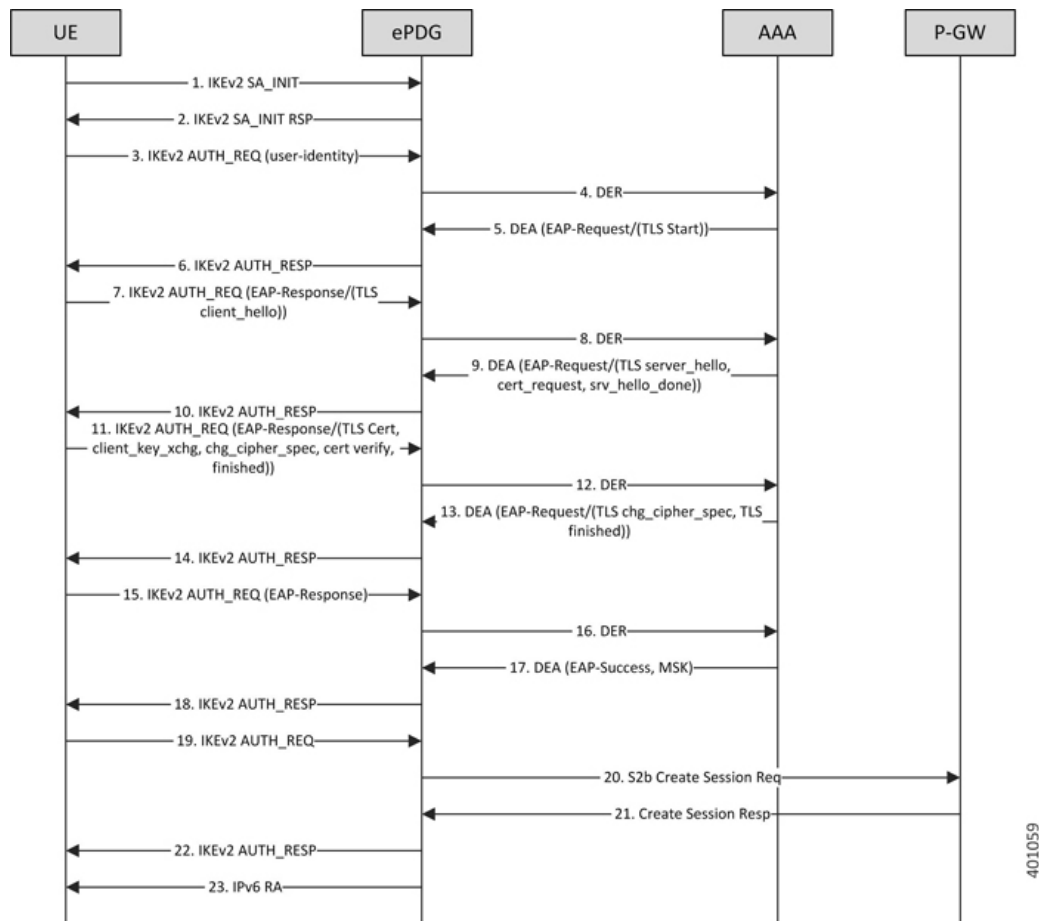 UE
ePDG
AAA
P-GW
1. IKEv2 SA_INIT
2. IKEv2 SA_INIT RSP
3. IKEv2 AUTH_REQ (user-identity)
4. DER
5. DEA (EAP-Request/(TLS Start))
6. IKEv2 AUTH_RESP
7. IKEv2 AUTH_REQ (EAP-Response/(TLS
client_hello))
8. DER
9. DEA (EAP-Request/(TLS server_hello,
cert_request, srv_hello_done))
10. IKEv2 AUTH_RESP
11. IKEv2 AUTH_REQ (EAP-Response/(TLS Cert,
client_key_xchg, chg_cipher_spec, cert verify,
finished))
12. DER
13. DEA (EAP-Request/(TLS chg_cipher_spec, TLS
finished))
14. IKEv2 AUTH_RESP
15. IKEv2 AUTH_REQ (EAP-Response)
16. DER
17. DEA (EAP-Success, MSK)
18. IKEv2 AUTH_RESP
19. IKEv2 AUTH_REQ
20. S2b Create Session Req
21. Create Session Resp
22. IKEv2 AUTH_RESP
23. IPv6 RA
401059